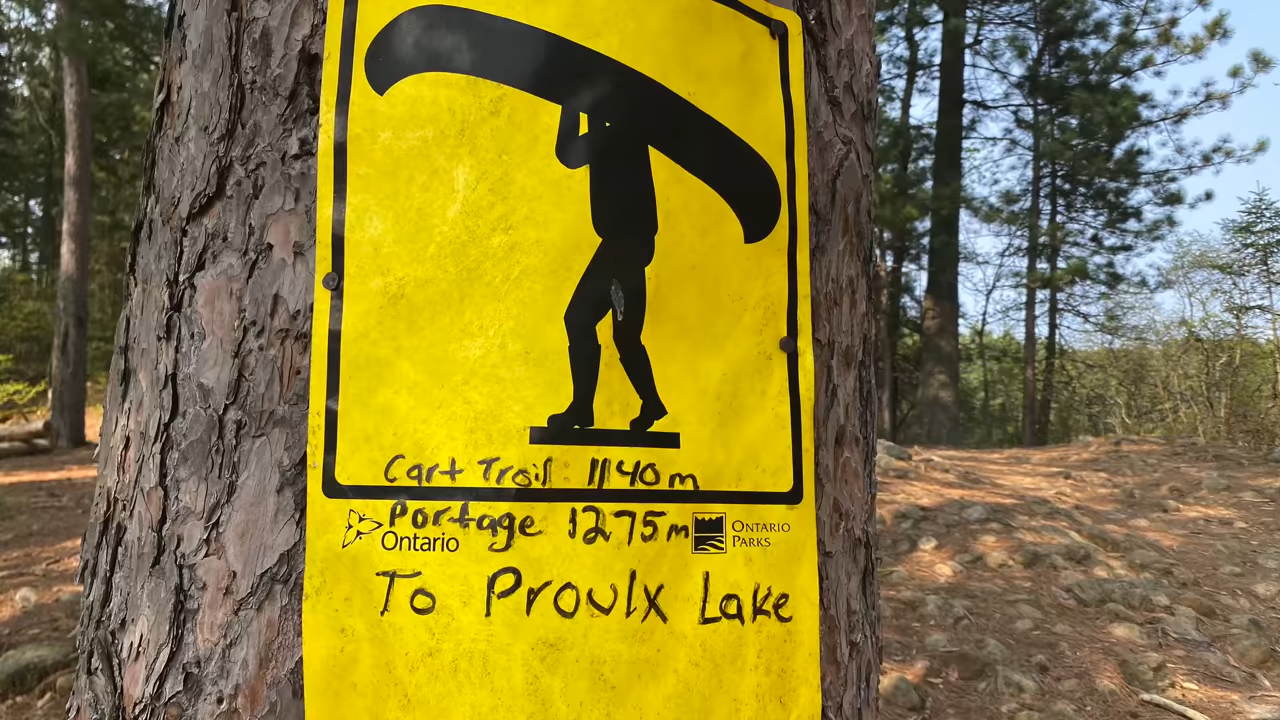 Cart Trail 1140m
Portage 1275m
Ontario
ONTARIO
PARKS
To Proulx Lake